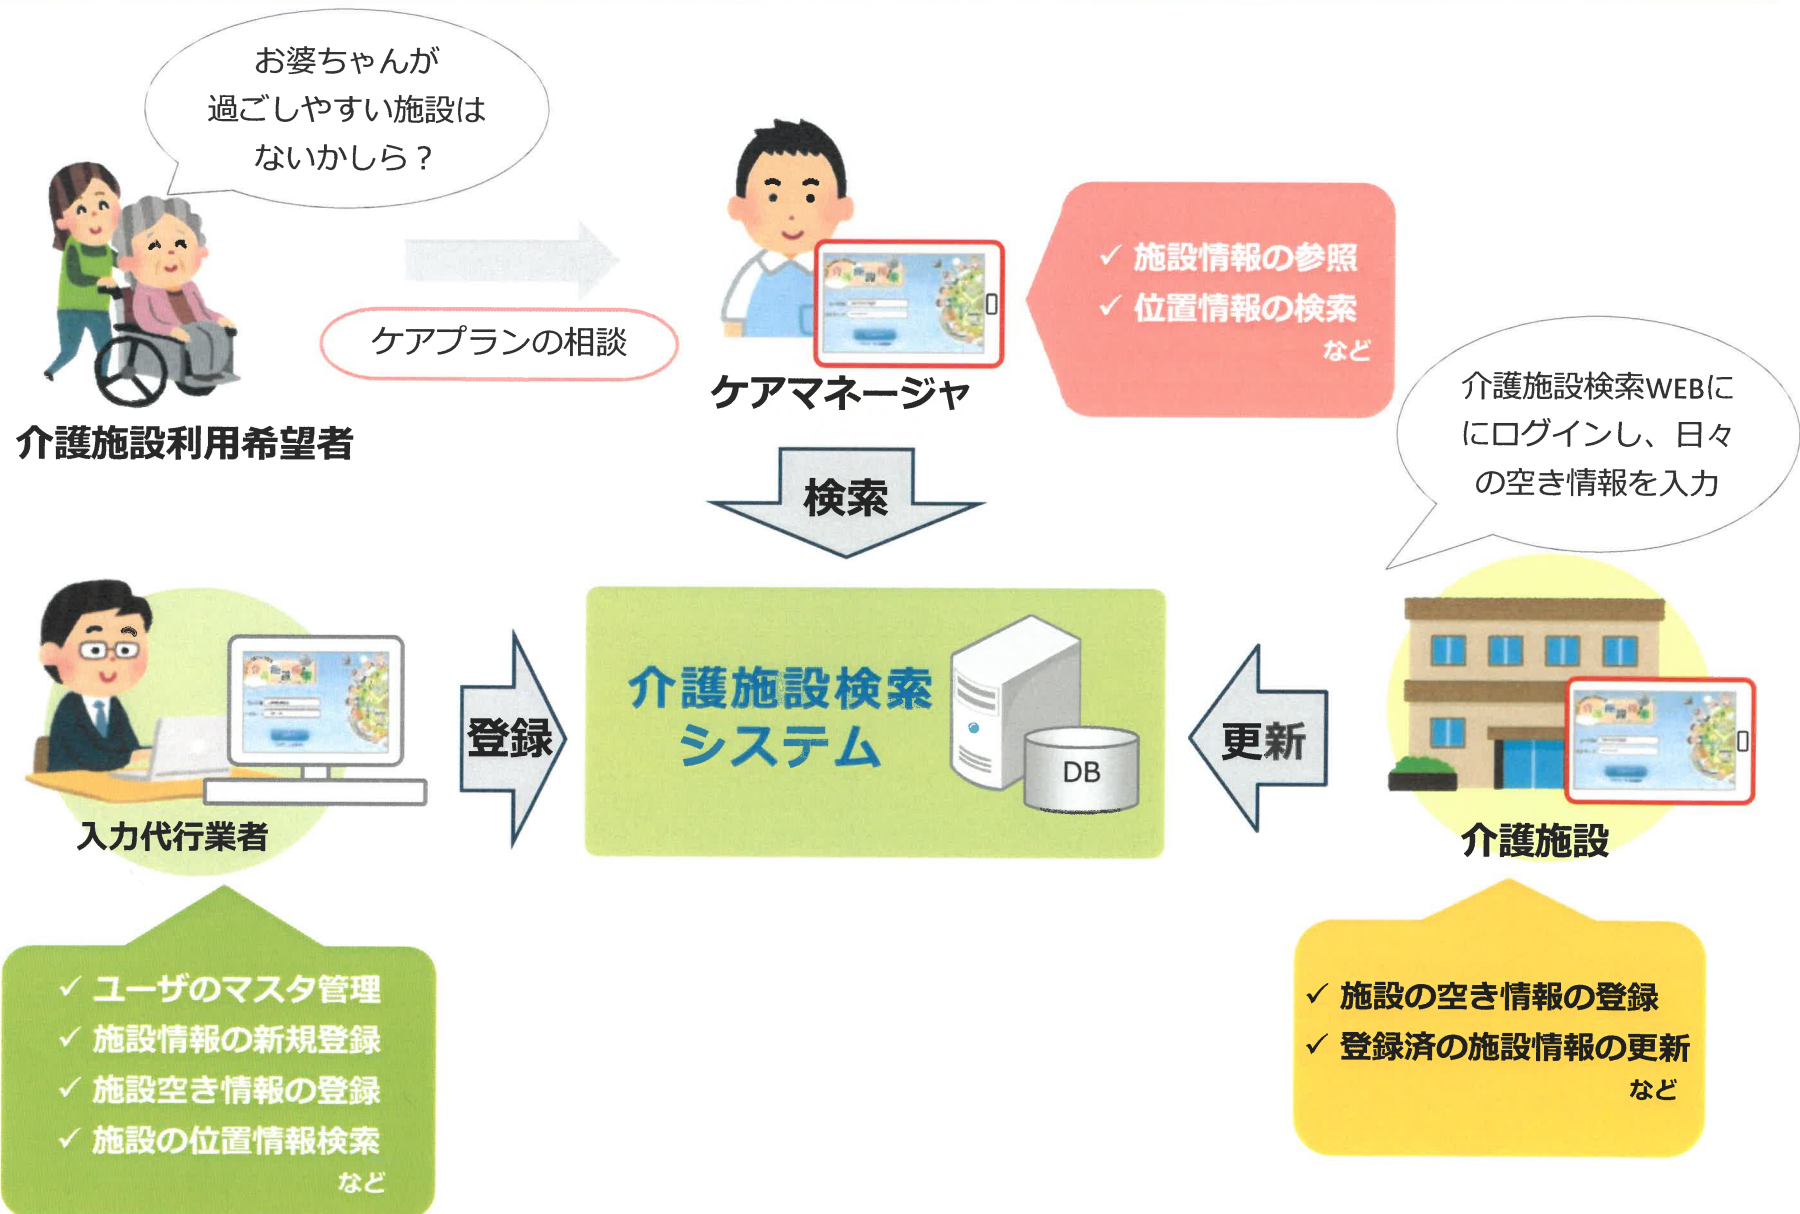 お婆ちゃんが
過ごしやすい施設は
ないかしら？
介護施設利用希望者
ケアプランの相談
ケアマネージャ
✓ 施設情報の参照
✓ 位置情報の検索
など
検索
介護施設検索WEBに
にログインし、日々
の空き情報を入力
入力代行業者
登録
介護施設検索
システム
DB
更新
介護施設
✓ ユーザのマスタ管理
✓ 施設情報の新規登録
✓ 施設空き情報の登録
✓ 施設の位置情報検索
など
✓ 施設の空き情報の登録
✓ 登録済の施設情報の更新
など